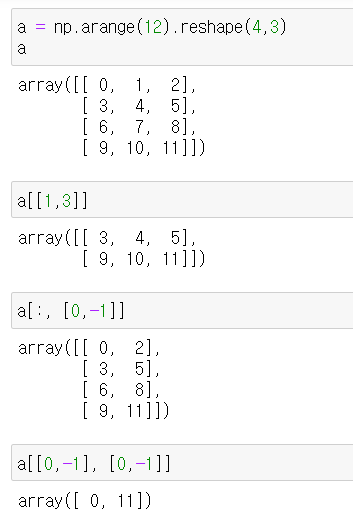 a = np.arange(12).reshape(4,3)
a
array([[ 0,  1,  2],
       [ 3,  4,  5],
       [ 6,  7,  8],
       [ 9, 10, 11]])
a[[1,3]]
array([[ 3,  4,  5],
       [ 9, 10, 11]])
a[:, [0,-1]]
array([[ 0,  2],
       [ 3,  5],
       [ 6,  8],
       [ 9, 11]])
a[[0,-1], [0,-1]]
array([ 0, 11])